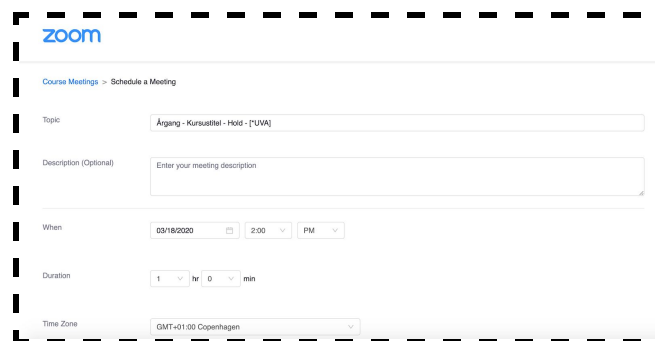 zoom
Course Meetings > Schedule a Meeting
Topic
Årgang - Kursustitel - Hold - [*UVA]
Description (Optional)
Enter your meeting description
When
03/18/2020 2:00 PM
Duration
1 hr 0 min
Time Zone
GMT+01:00 Copenhagen